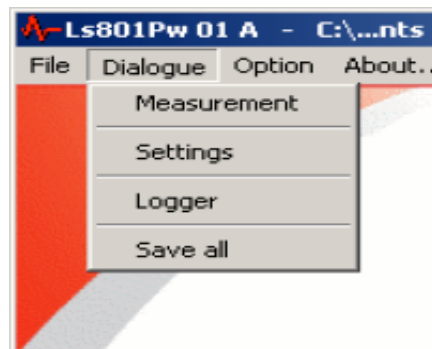 Ls801Pw 01 A - C:\...nts
File Dialogue Option About..
Measurement
Settings
Logger
Save all